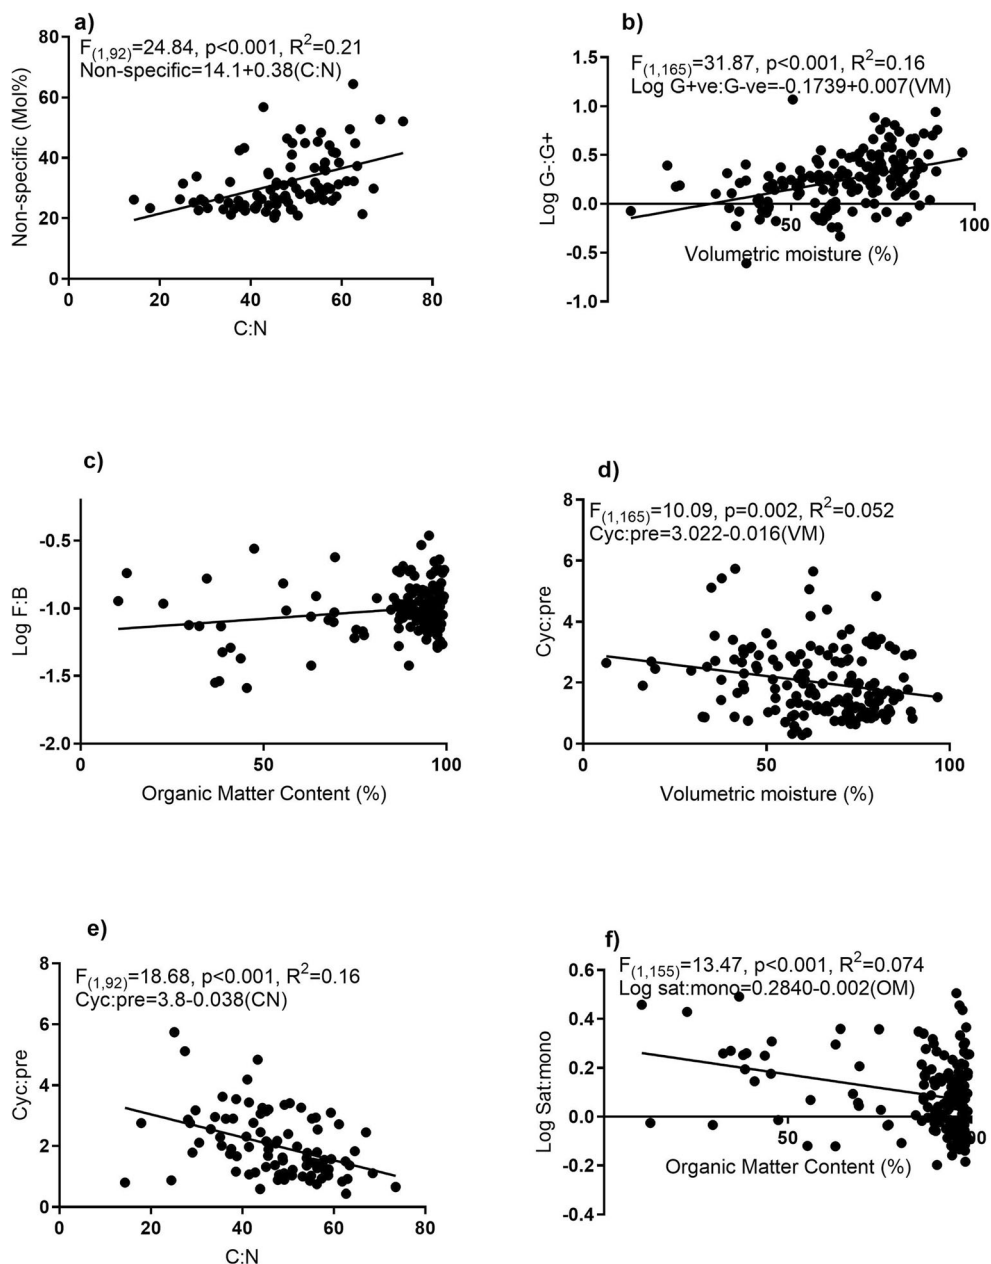 a)
F(1,92)=24.84, p<0.001, R²=0.21
Non-specific=14.1+0.38(C:N)
Non-specific (Mol%)
80
60
40
20
0
0 20 40 60 80
C:N
b)
F(1,165)=31.87, p<0.001, R²=0.16
Log G+ve:G-ve=-0.1739+0.007(VM)
Log G-:G+
1.5
1.0
0.5
0.0
-0.5
-1.0
50 100
Volumetric moisture (%)
c)
Log F:B
-0.5
-1.0
-1.5
-2.0
0 50 100
Organic Matter Content (%)
d)
F(1,165)=10.09, p=0.002, R²=0.052
Cyc:pre=3.022-0.016(VM)
Cyc:pre
8
6
4
2
0
0 50 100
Volumetric moisture (%)
e)
F(1,92)=18.68, p<0.001, R²=0.16
Cyc:pre=3.8-0.038(CN)
Cyc:pre
8
6
4
2
0
0 20 40 60 80
C:N
f)
F(1,155)=13.47, p<0.001, R²=0.074
Log sat:mono=0.2840-0.002(OM)
Log Sat:mono
0.6
0.4
0.2
0.0
-0.2
-0.4
50
Organic Matter Content (%)